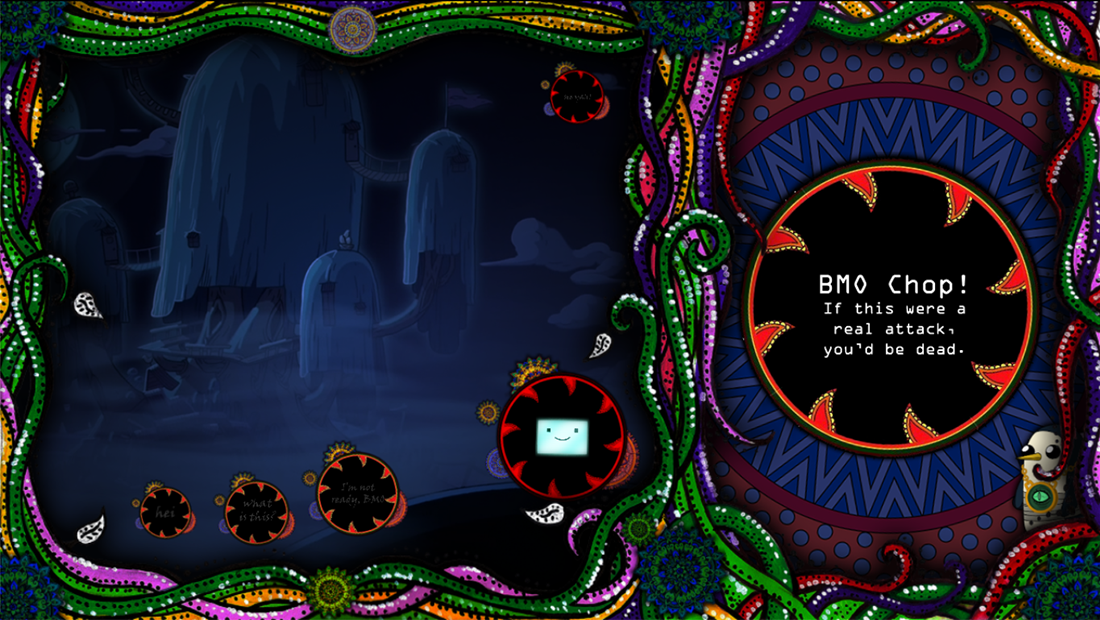 BMO Chop!
If this were a
real attack,
you'd be dead.
hei
what
is this?
I'm not
ready, BMO